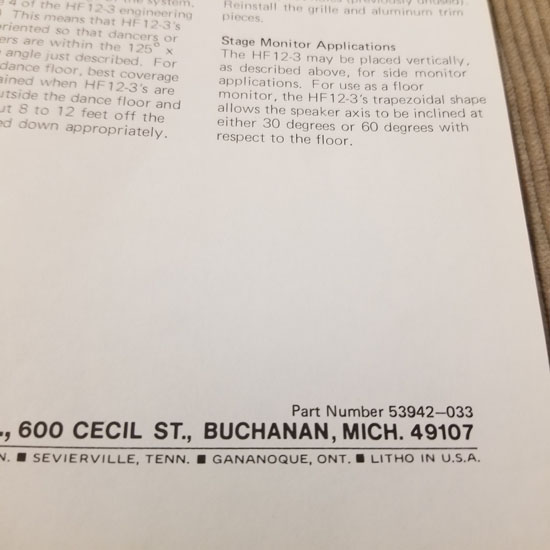 4 of the HF12-3 engineering
This means that HF12-3's
oriented so that dancers or
ers are within the 125° x
angle just described. For
dance floor, best coverage
ained when HF12-3's are
utside the dance floor and
ut 8 to 12 feet off the
ed down appropriately.
Reinstall the grille and aluminum trim
pieces.
Stage Monitor Applications
The HF12-3 may be placed vertically,
as described above, for side monitor
applications. For use as a floor
monitor, the HF12-3's trapezoidal shape
allows the speaker axis to be inclined at
either 30 degrees or 60 degrees with
respect to the floor.
Part Number 53942—033
., 600 CECIL ST., BUCHANAN, MICH. 49107
N. ■ SEVIERVILLE, TENN. ■ GANANOQUE, ONT. ■ LITHO IN U.S.A.